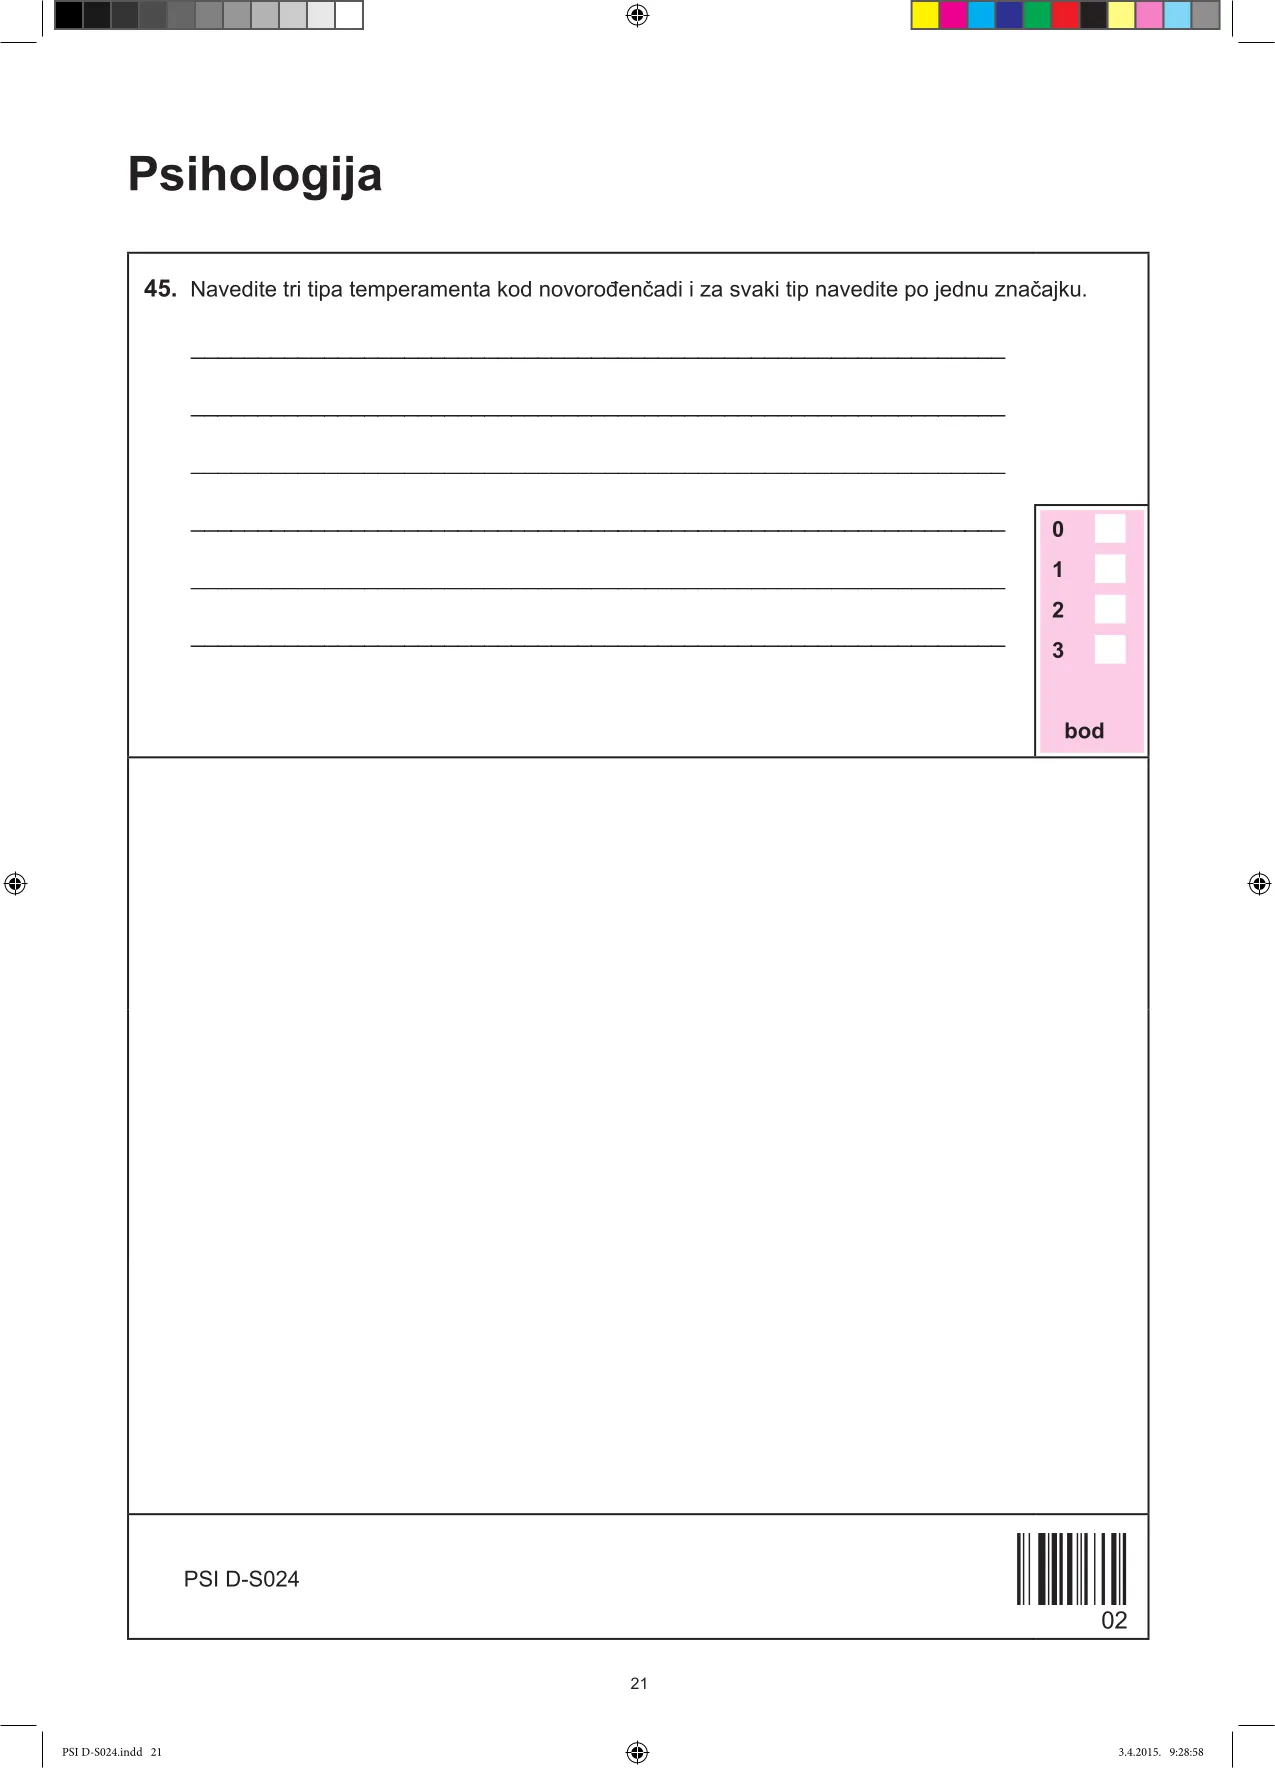 Psihologija
45. Navedite tri tipa temperamenta kod novorođenčadi i za svaki tip navedite po jednu značajku.
0
1
2
3
bod
PSI D-S024
02
21
PSI D-S024.indd 21
3.4.2015. 9:28:58